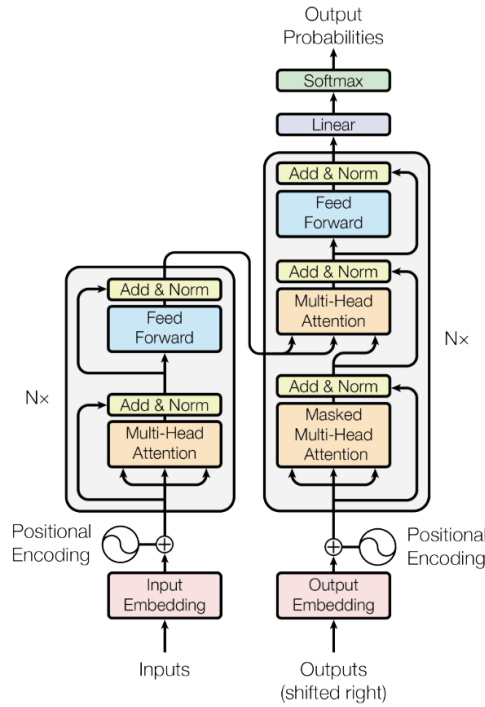 Output
Probabilities
Softmax
Linear
Add & Norm
Feed
Forward
Add & Norm
Multi-Head
Attention
Nx
Add & Norm
Masked
Multi-Head
Attention
Add & Norm
Feed
Forward
Nx
Add & Norm
Multi-Head
Attention
Positional
Encoding
Positional
Encoding
Input
Embedding
Output
Embedding
Inputs
Outputs
(shifted right)